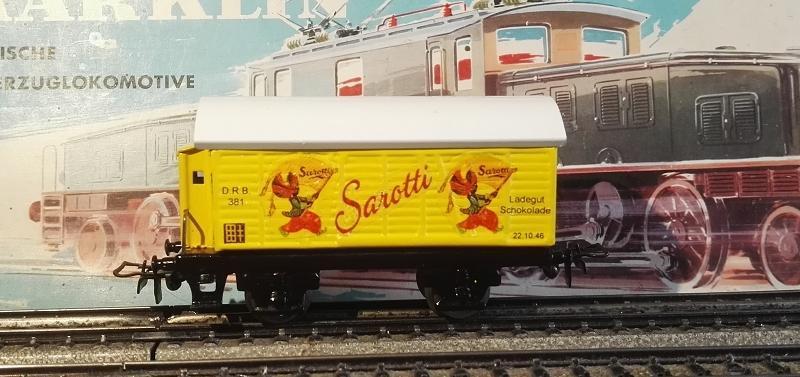 ÄRKLIN
ISCHE
ERZUGLOKOMOTIVE
Sarotti
Sarotti
Sarotti
D.R.B.
381
Ladegut
Schokolade
22.10.46